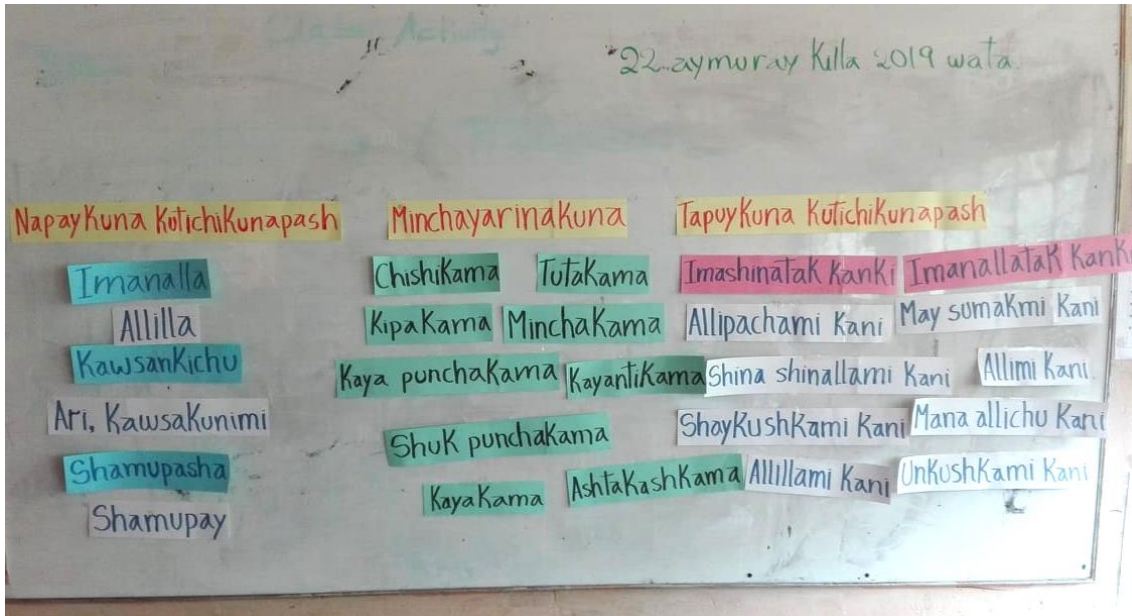 Class Activity
22 aymuray Killa 2019 wata.
Napaykuna Kutichikunapash
Imanalla
Allilla
Kawsankichu
Ari, Kawsakunimi
Shamupasha
Shamupay
Minchayarinakuna
Chishikama
Tutakama
Kipakama
Minchakama
Kaya punchakama
Kayantikama
Shuk punchakama
Kayakama
Ashtakashkama
Tapuykuna Kutichikunapash
Imashinatak Kanki
Imanallatak Kanki
Allipachami Kani
May sumakmi Kani
Shina shinallami Kani
Allimi Kani
Shaykushkami Kani
Mana allichu Kani
Allillami Kani
Unkushkami Kani